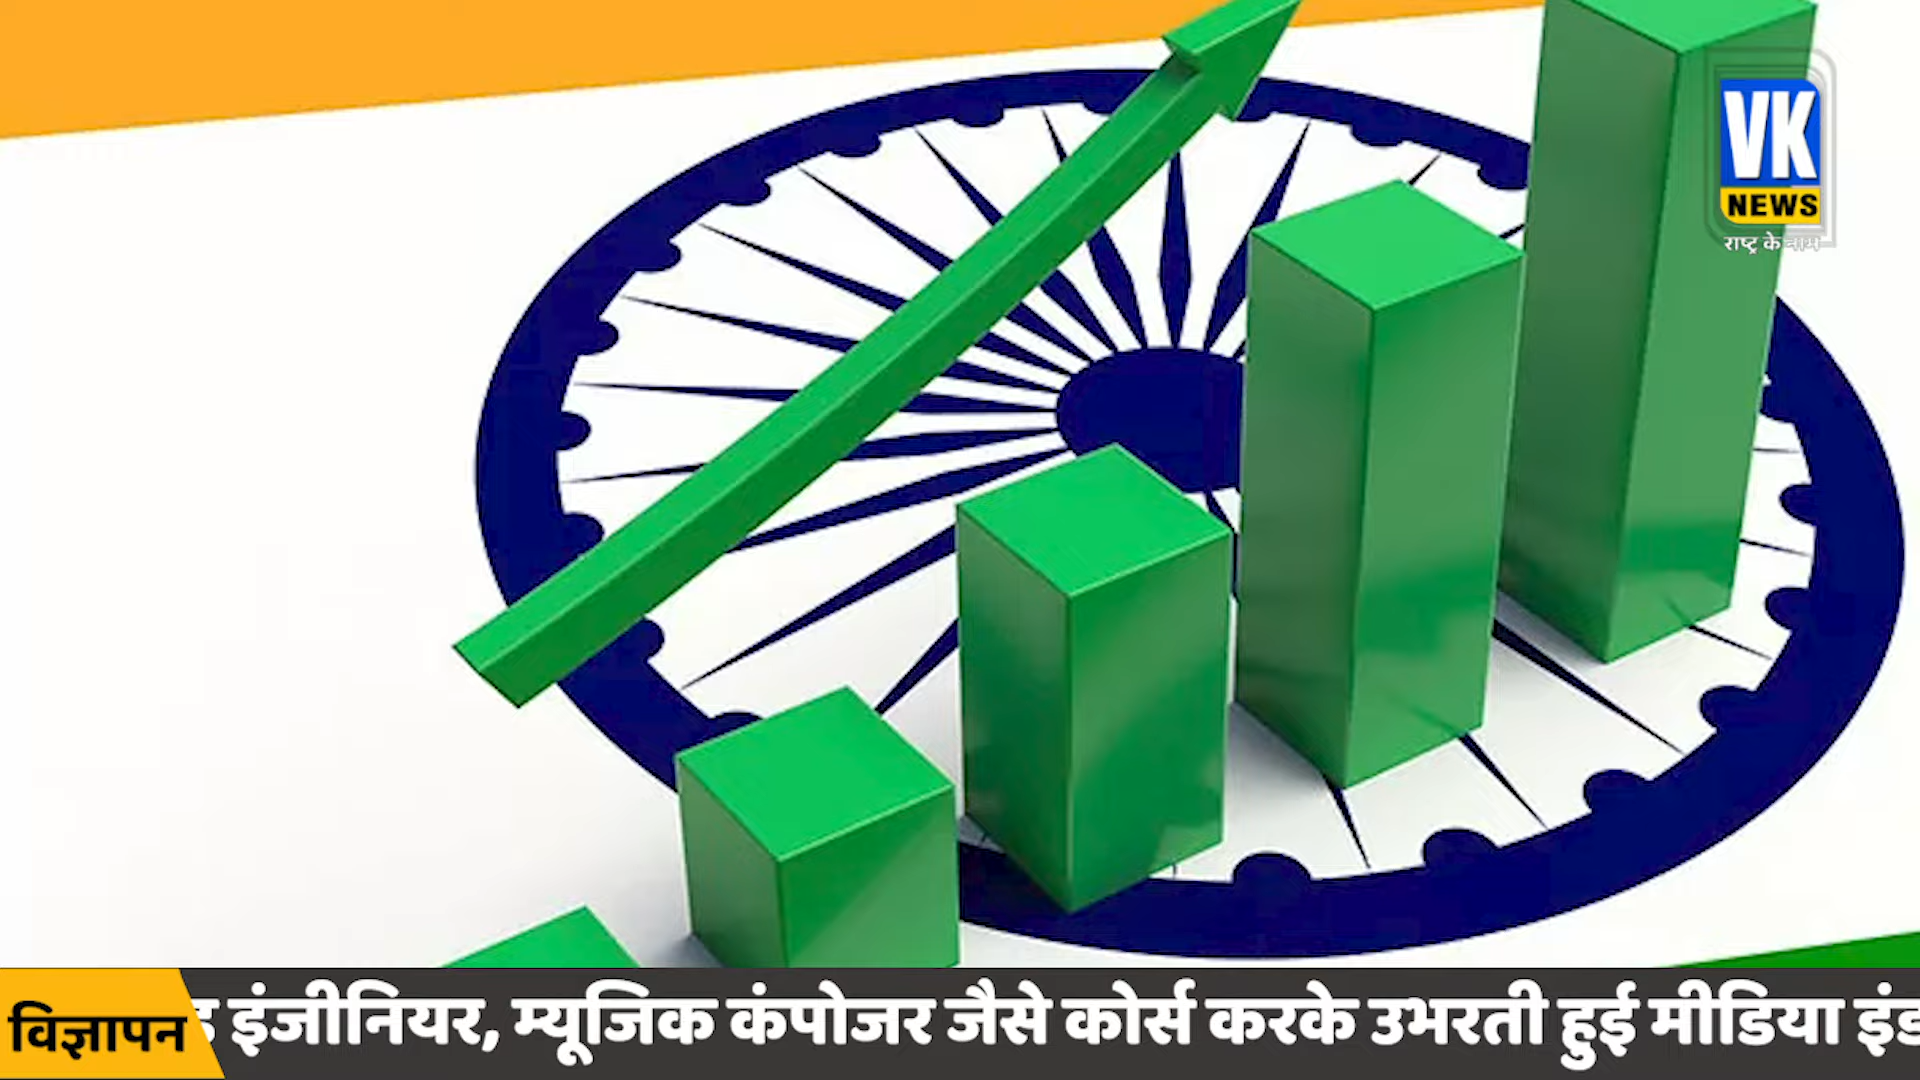 VK
NEWS
राष्ट्र के नाम
विज्ञापन
इंजीनियर, म्यूजिक कंपोजर जैसे कोर्स करके उभरती हुई मीडिया